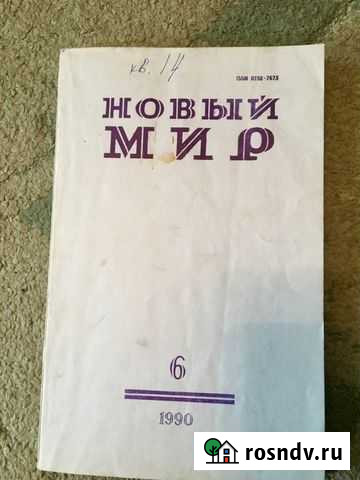 кв. 14
ISSN 0130-7673
НОВЫЙ
МИР
6
1990
rosndv.ru